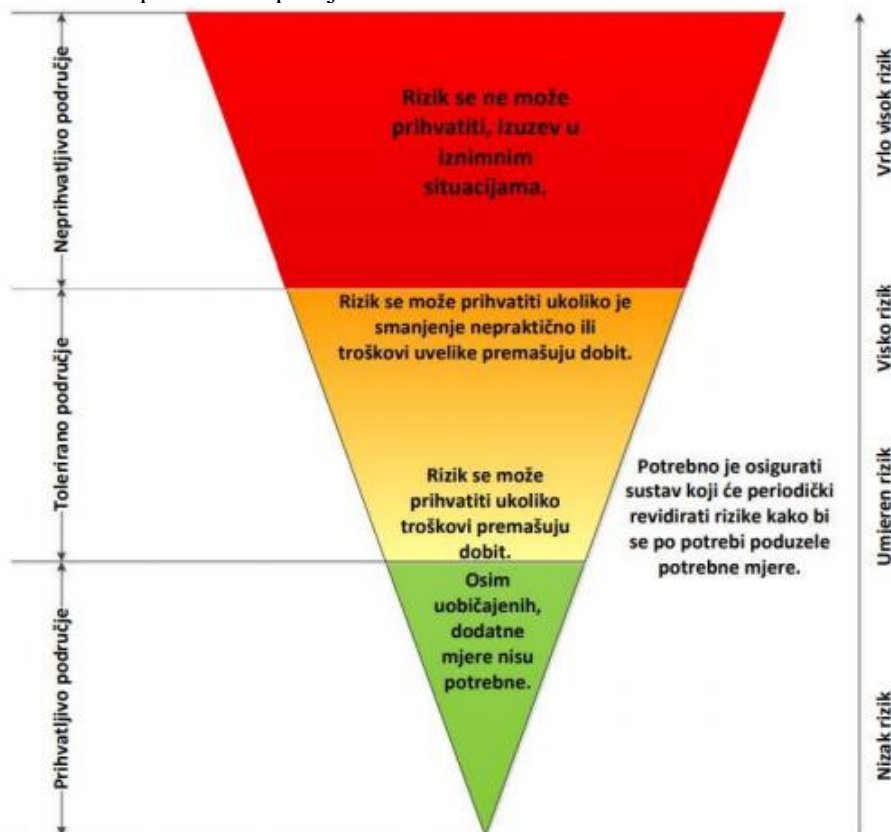 Neprihvatljivo područje
Rizik se ne može
prihvatiti, izuzev u
iznimnim
situacijama.
Vrlo visok rizik
Tolerirano područje
Rizik se može prihvatiti ukoliko je
smanjenje nepraktično ili
troškovi uvelike premašuju dobit.
Visko rizik
Rizik se može
prihvatiti ukoliko
troškovi premašuju
dobit.
Potrebno je osigurati
sustav koji će periodički
revidirati rizike kako bi
se po potrebi poduzele
potrebne mjere.
Umjeren rizik
Prihvatljivo područje
Osim
uobičajenih,
dodatne
mjere nisu
potrebne.
Nizak rizik